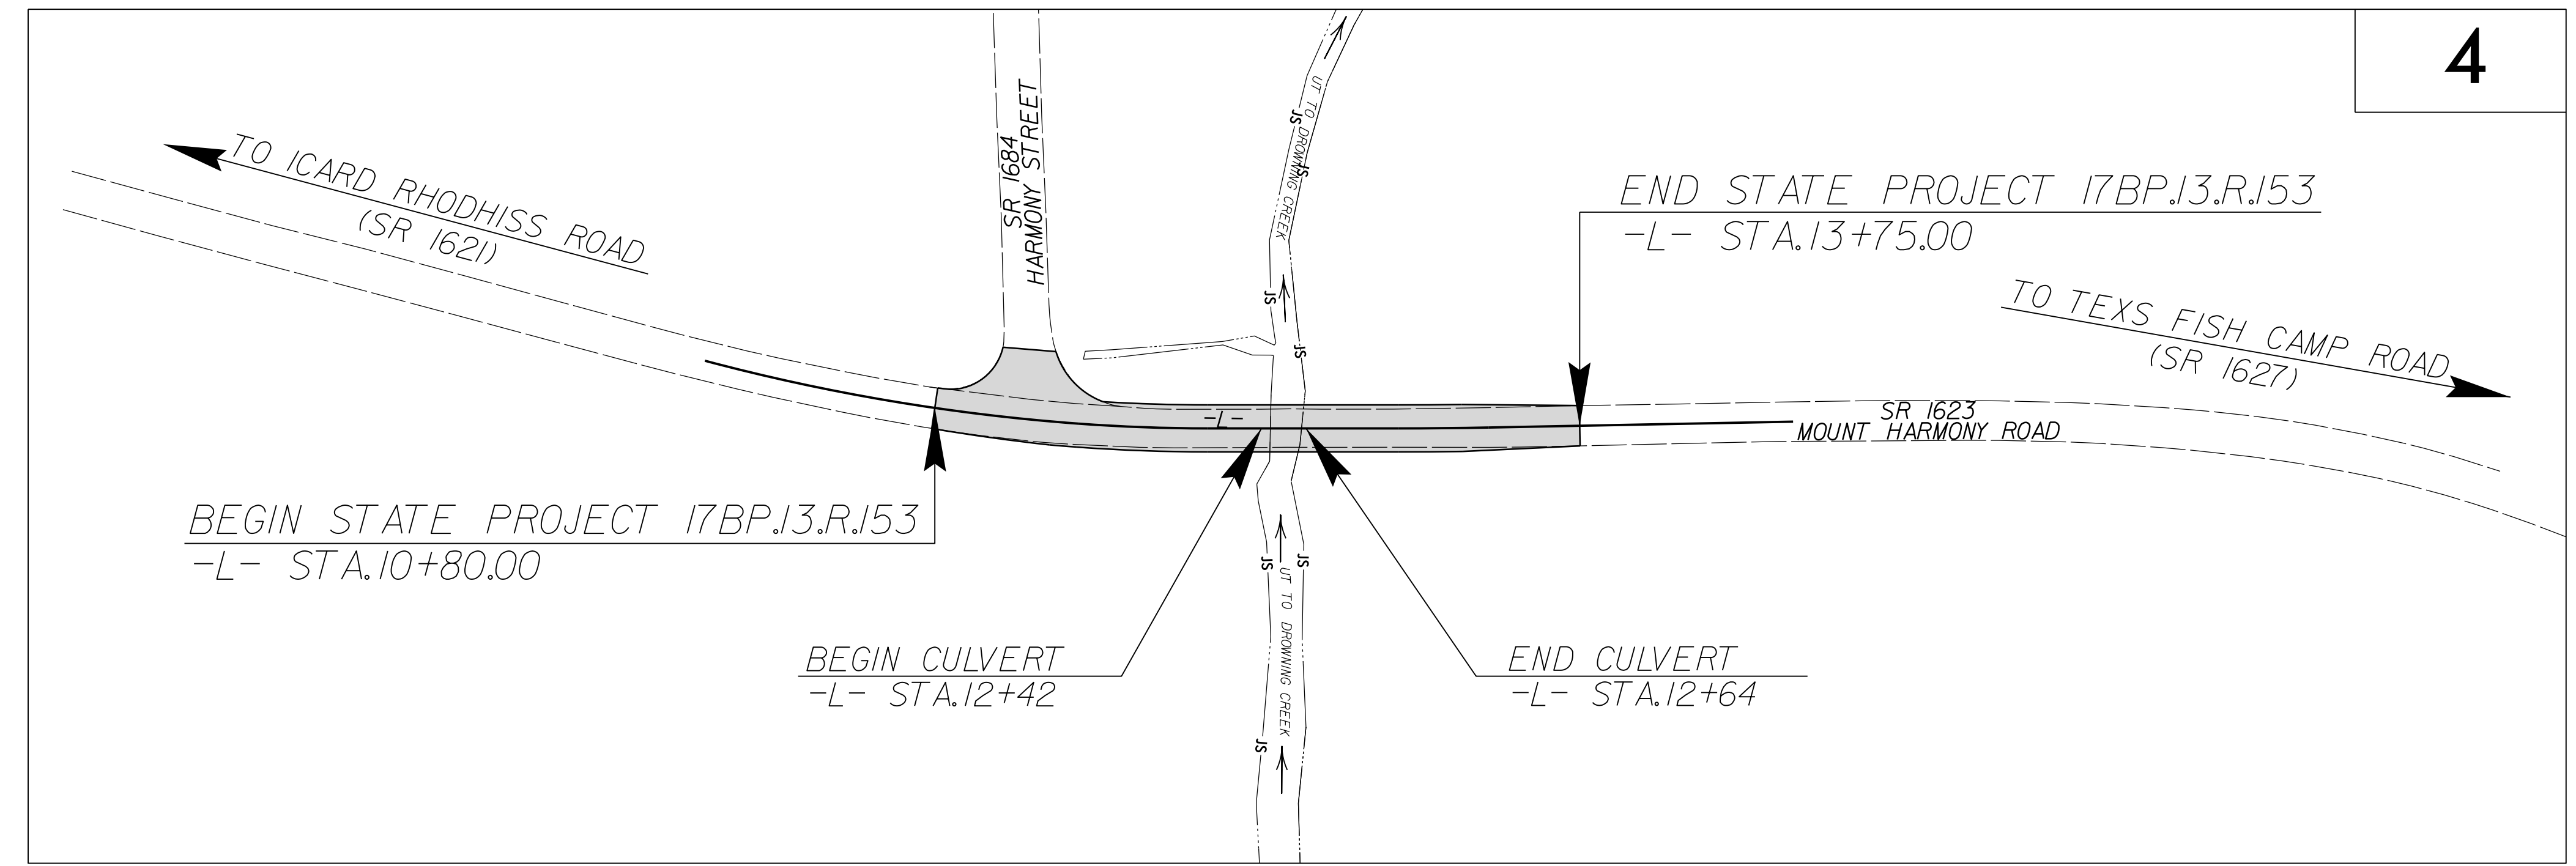 4
TO ICARD RHODHISS ROAD
(SR 1621)
SR 1684
HARMONY STREET
UT TO DROWNING CREEK
JS
JS
JS
JS
END STATE PROJECT 17BP.13.R.153
-L- STA.13+75.00
TO TEXS FISH CAMP ROAD
(SR 1627)
-L-
SR 1623
MOUNT HARMONY ROAD
BEGIN STATE PROJECT 17BP.13.R.153
-L- STA.10+80.00
JS
JS
UT TO DROWNING CREEK
JS
BEGIN CULVERT
-L- STA.12+42
END CULVERT
-L- STA.12+64